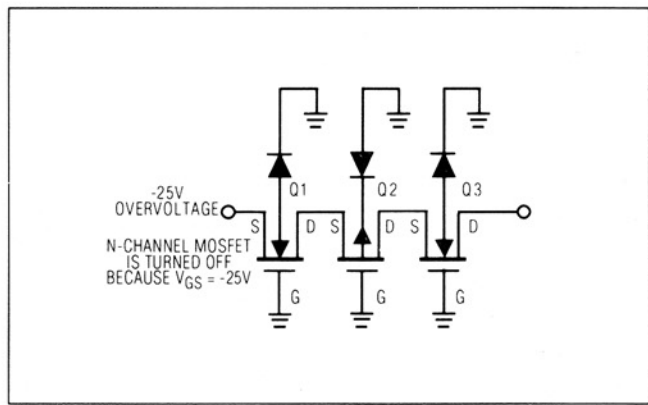 Q1
Q2
Q3
-25V
OVERVOLTAGE
S
D
S
D
S
D
N-CHANNEL MOSFET
IS TURNED OFF
BECAUSE VGS = -25V
G
G
G